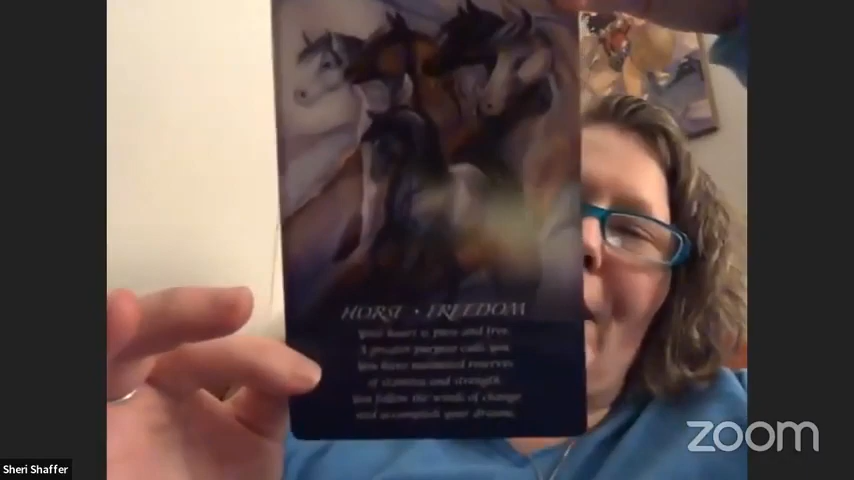 HORSE • FREEDOM
Your heart is pure and free.
A greater purpose calls you.
You have unlimited reserves
of stamina and strength.
You follow the winds of change
and accomplish your dreams.
zoom
Sheri Shaffer